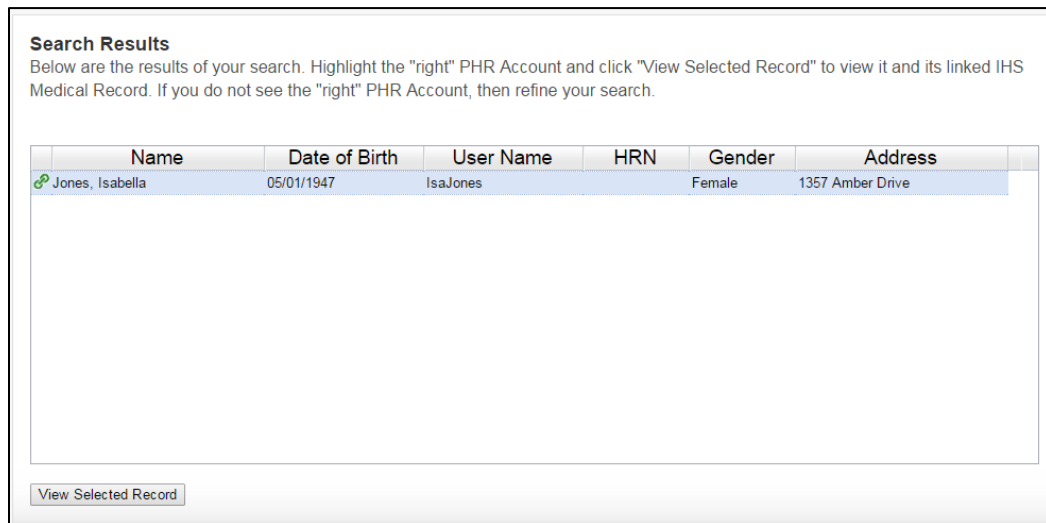 Search Results
Below are the results of your search. Highlight the "right" PHR Account and click "View Selected Record" to view it and its linked IHS
Medical Record. If you do not see the "right" PHR Account, then refine your search.
Name Date of Birth User Name HRN Gender Address
Jones, Isabella 05/01/1947 IsaJones Female 1357 Amber Drive
View Selected Record